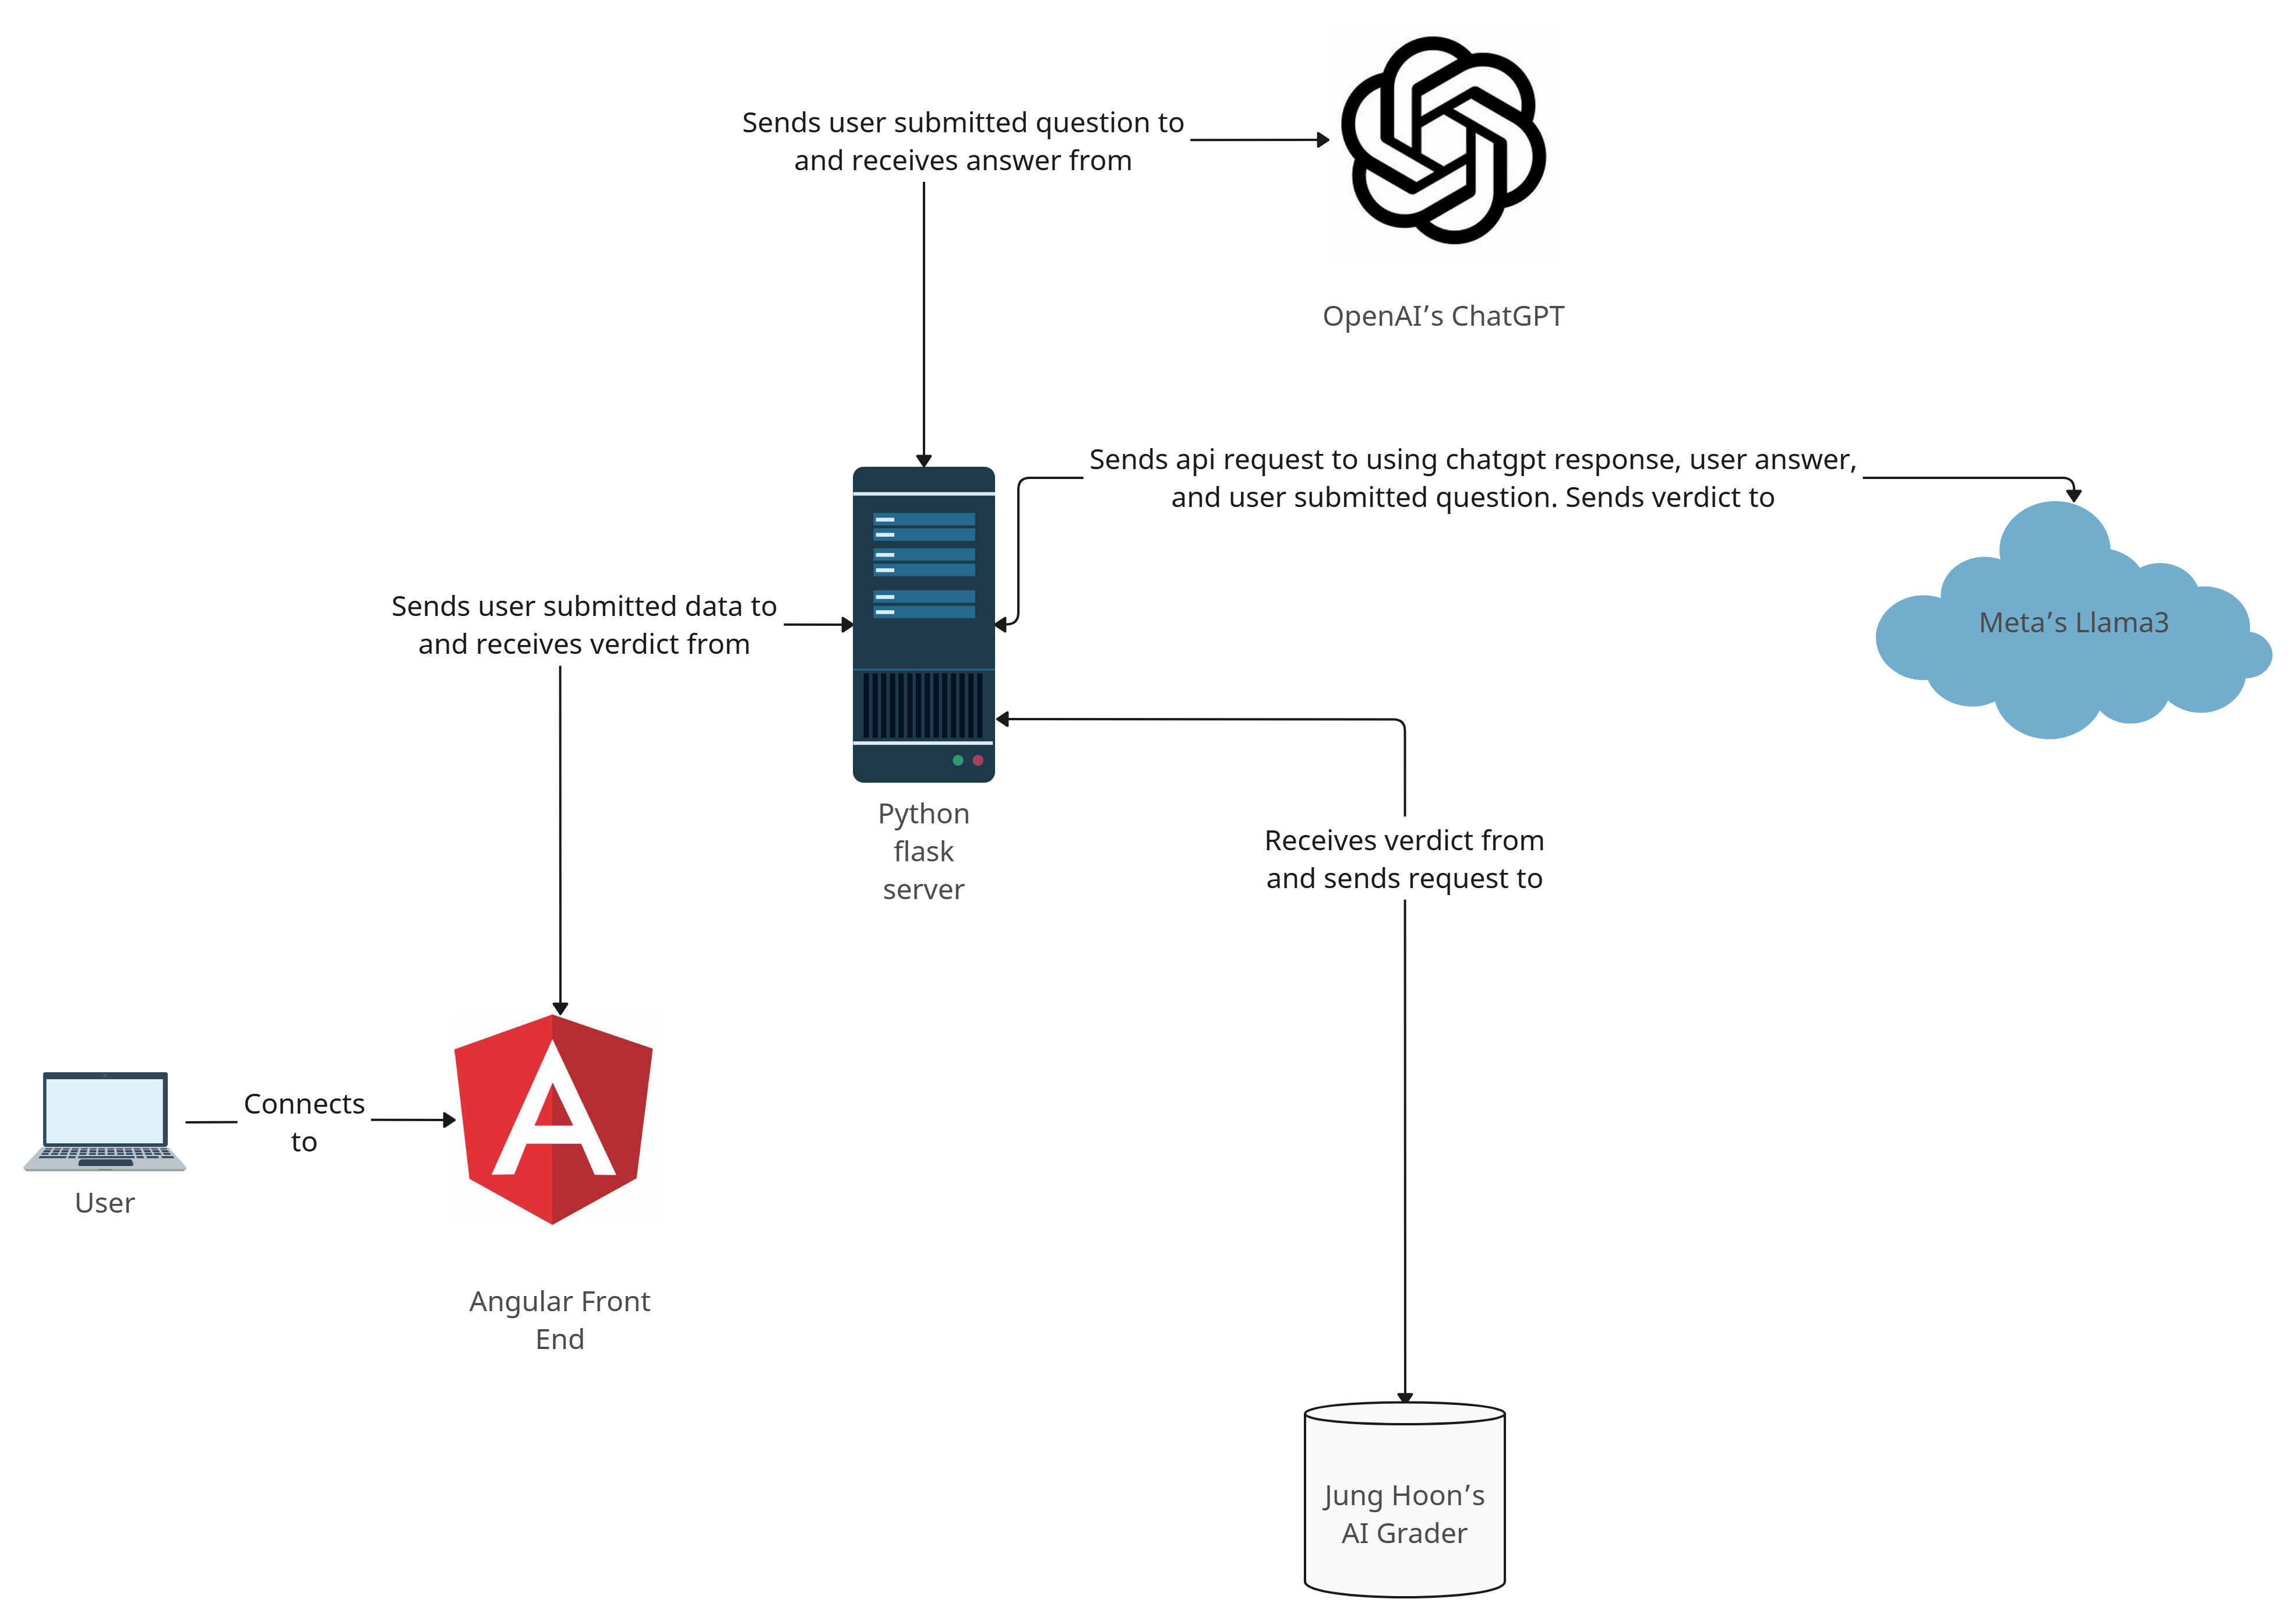 Sends user submitted question to
and receives answer from
OpenAI’s ChatGPT
Sends api request to using chatgpt response, user answer,
and user submitted question. Sends verdict to
Meta’s Llama3
Sends user submitted data to
and receives verdict from
Python
flask
server
Receives verdict from
and sends request to
Connects
to
User
Angular Front
End
Jung Hoon’s
AI Grader